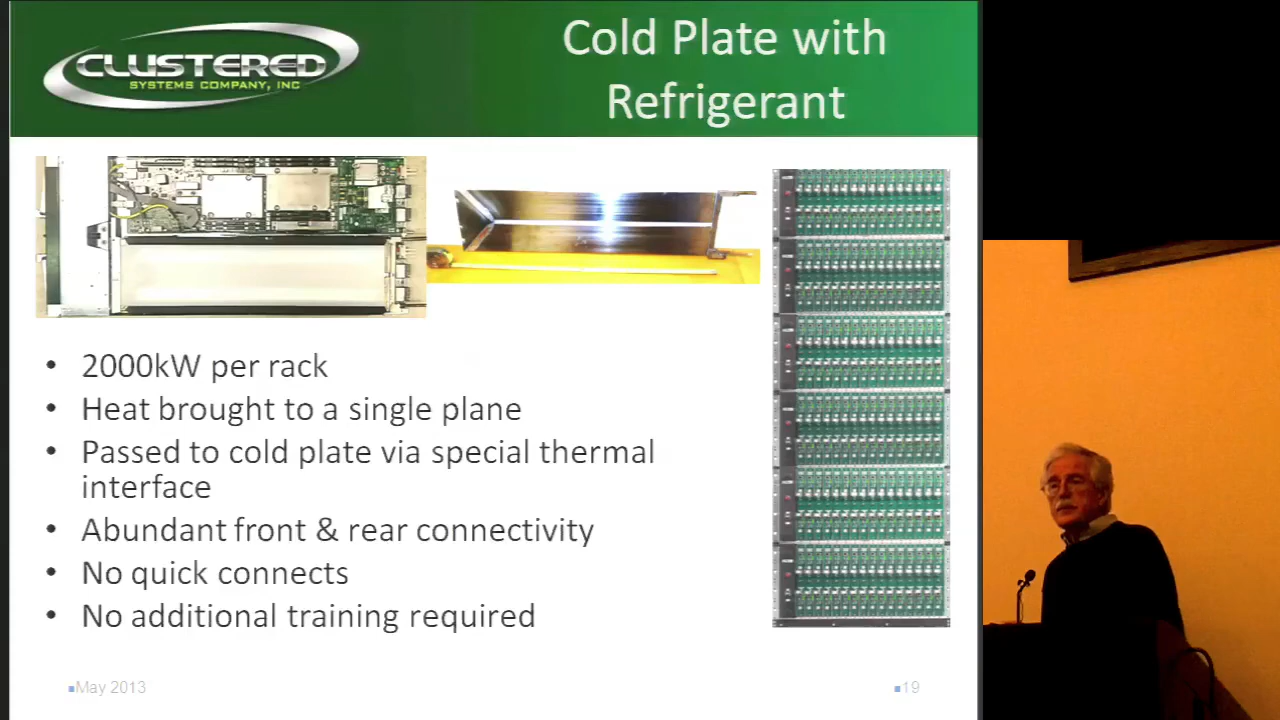 CLUSTERED
SYSTEMS COMPANY, INC
Cold Plate with
Refrigerant
• 2000kW per rack
• Heat brought to a single plane
• Passed to cold plate via special thermal
interface
• Abundant front & rear connectivity
• No quick connects
• No additional training required
May 2013
19